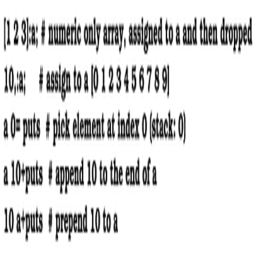 [1 2 3]:a; # numeric only array, assigned to a and then dropped
10,:a; # assign to a [0 1 2 3 4 5 6 7 8 9]
a 0= puts # pick element at index 0 (stack: 0)
a 10+puts # append 10 to the end of a
10 a+puts # prepend 10 to a